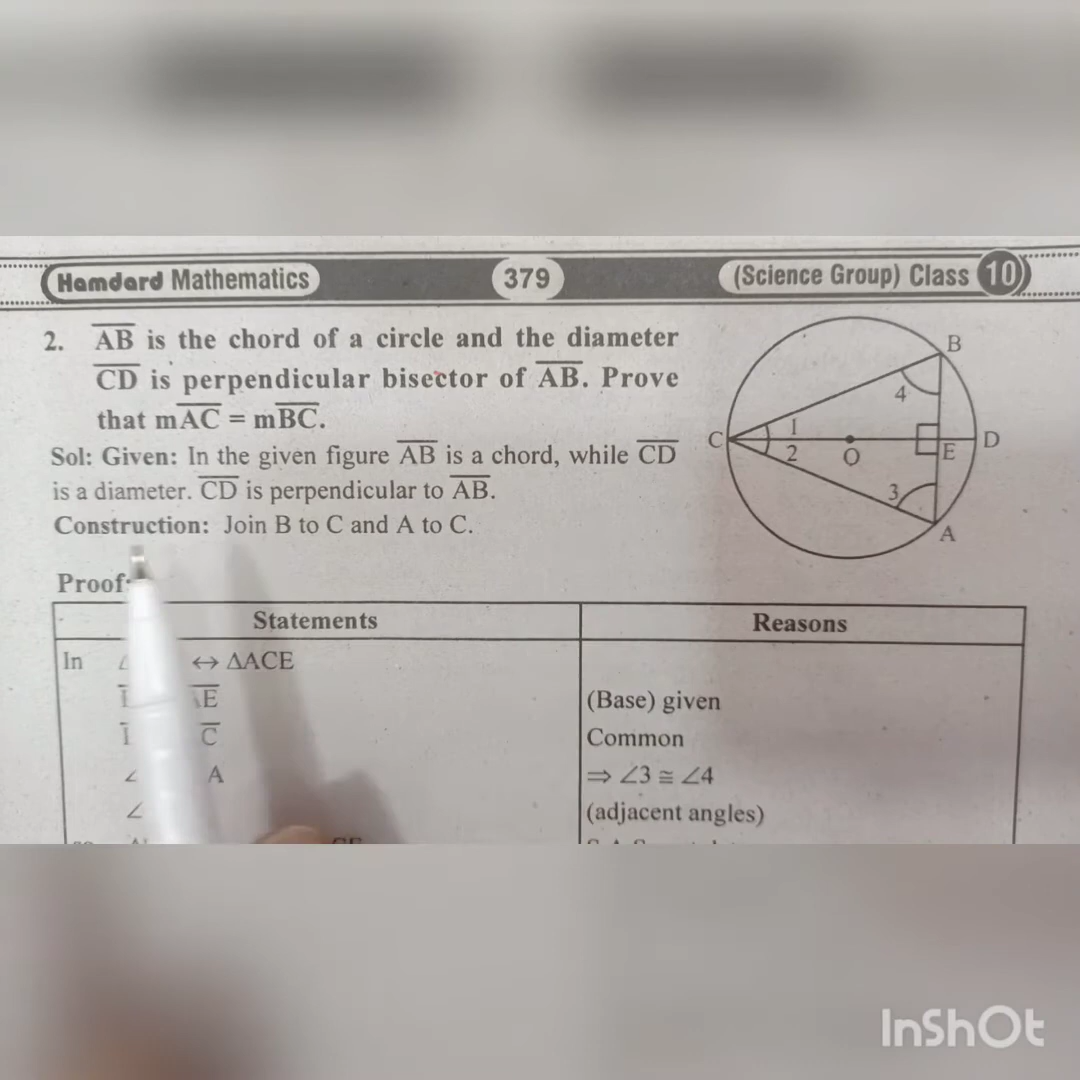 Hamdard Mathematics 379 (Science Group) Class 10
2. AB is the chord of a circle and the diameter
CD is perpendicular bisector of AB. Prove
that mAC = mBC.
Sol: Given: In the given figure AB is a chord, while CD
is a diameter. CD is perpendicular to AB.
Construction: Join B to C and A to C.
B
4
C 1 E D
2 O
3
A
Proof:
Statements Reasons
In ↔ ΔACE
E (Base) given
C Common
∠ A ⇒ ∠3 ≅ ∠4
∠ (adjacent angles)
InShOt